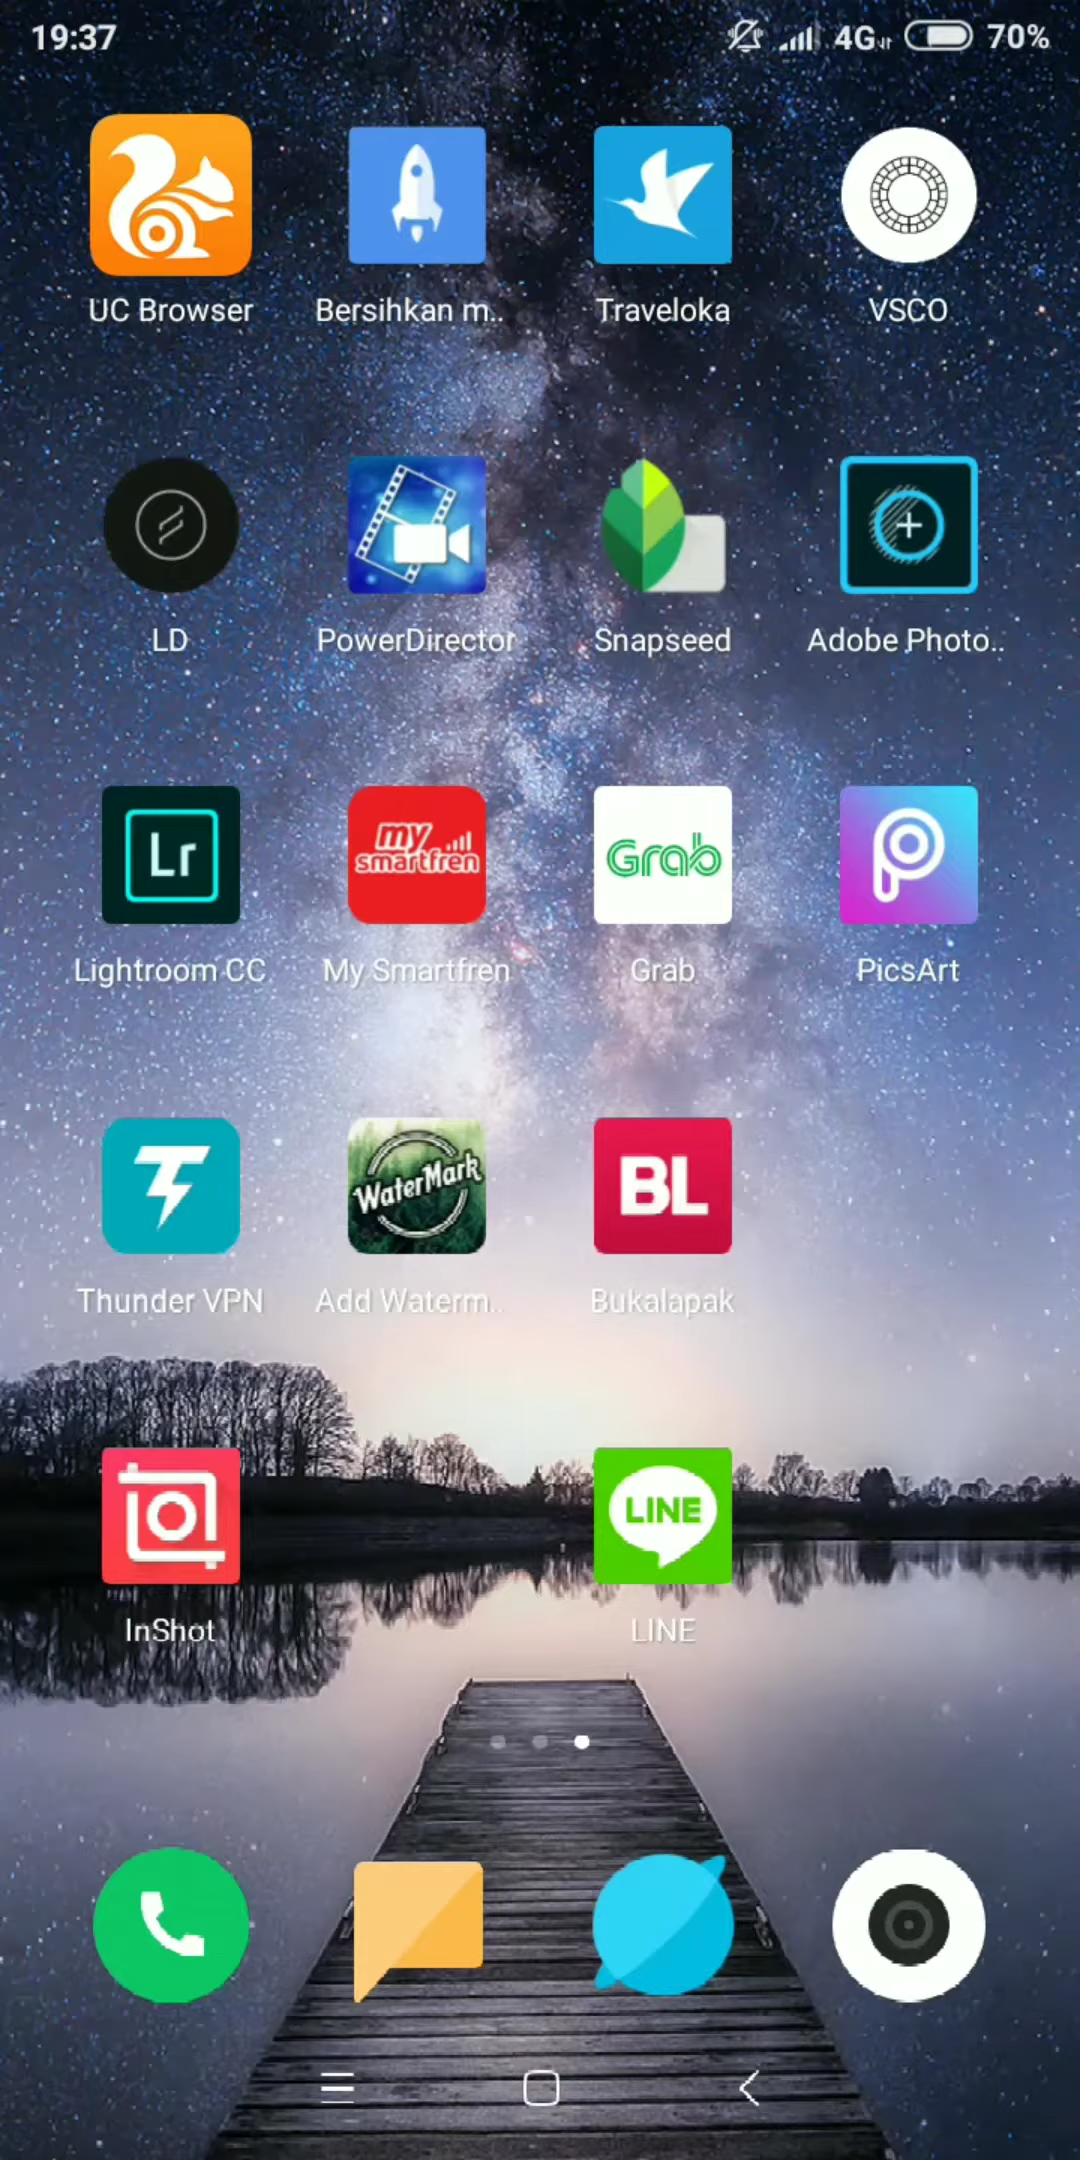 19:37 4G 70%
UC Browser Bersihkan m.. Traveloka VSCO
LD PowerDirector Snapseed Adobe Photo..
Lr my smartfren Grab
Lightroom CC My Smartfren Grab PicsArt
WaterMark BL
Thunder VPN Add Waterm.. Bukalapak
LINE
InShot LINE